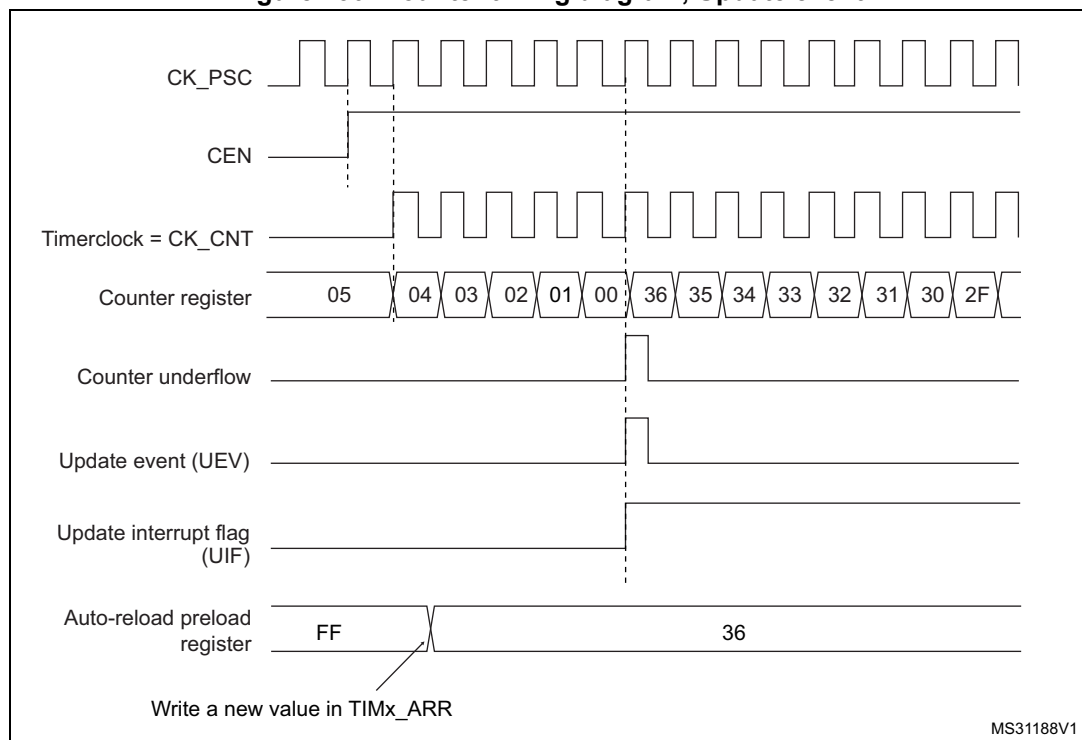 CK_PSC
CEN
Timerclock = CK_CNT
Counter register 05 04 03 02 01 00 36 35 34 33 32 31 30 2F
Counter underflow
Update event (UEV)
Update interrupt flag
(UIF)
Auto-reload preload
register
FF 36
Write a new value in TIMx_ARR
MS31188V1